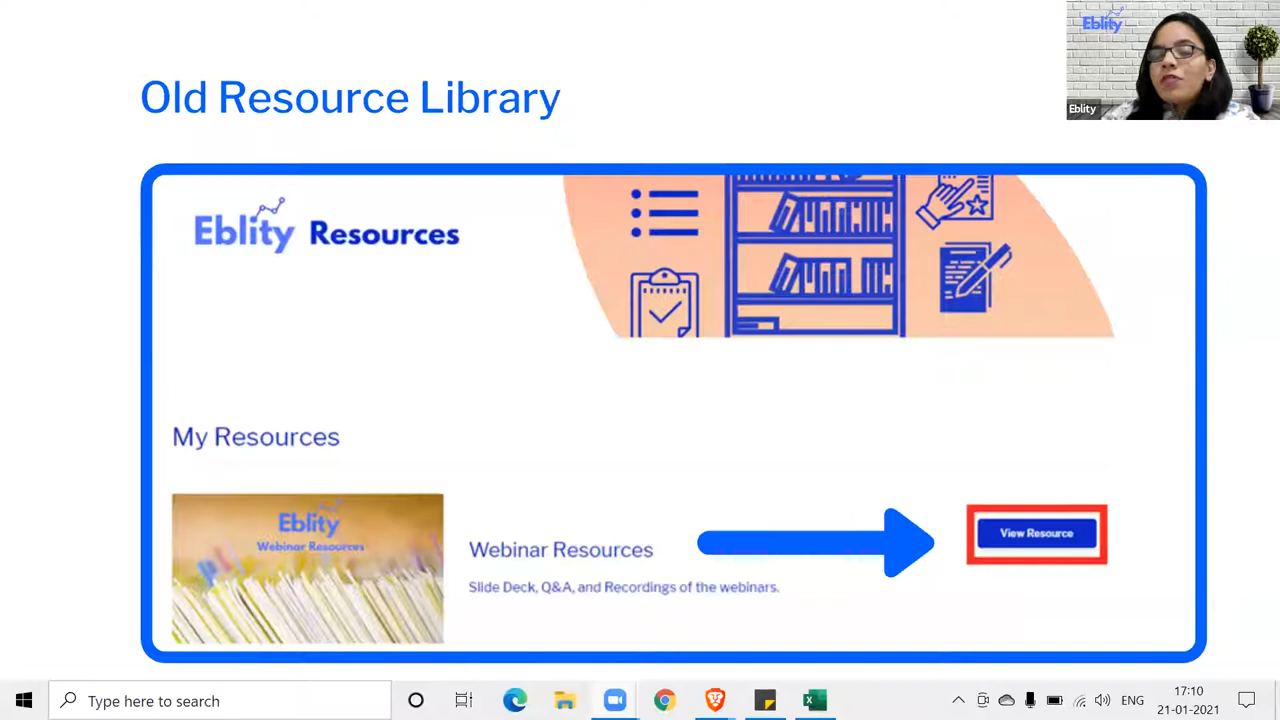 Eblity
Eblity
Old Resource Library
Eblity Resources
My Resources
Eblity
Webinar Resources
Webinar Resources
Slide Deck, Q&A, and Recordings of the webinars.
View Resource
Type here to search
ENG
17:10
21-01-2021